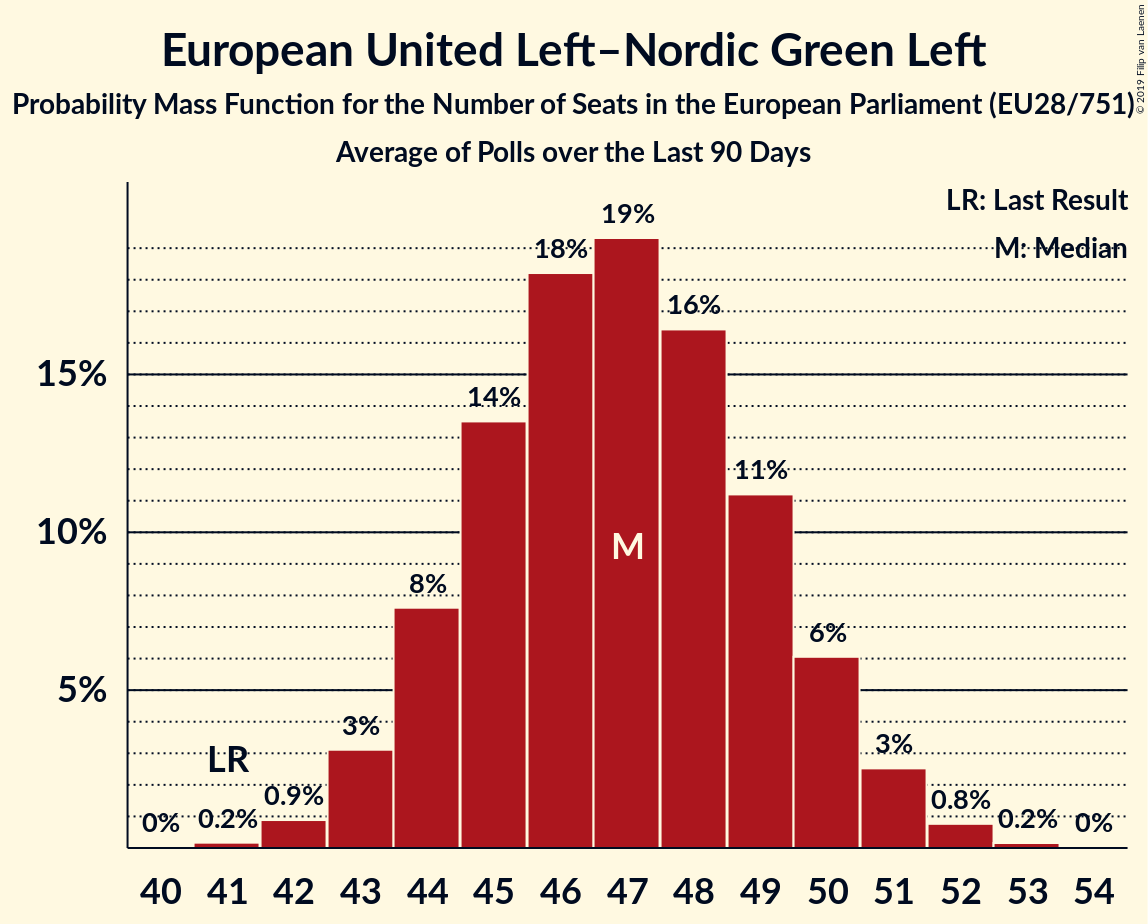 European United Left–Nordic Green Left
Probability Mass Function for the Number of Seats in the European Parliament (EU28/751)
Average of Polls over the Last 90 Days
© 2019 Filip van Laenen
LR: Last Result
M: Median
19%
18%
16%
15%
14%
11%
10%
M
8%
6%
5%
3%
3%
LR
0.9%
0.8%
0%
0.2%
0.2%
0%
40 41 42 43 44 45 46 47 48 49 50 51 52 53 54